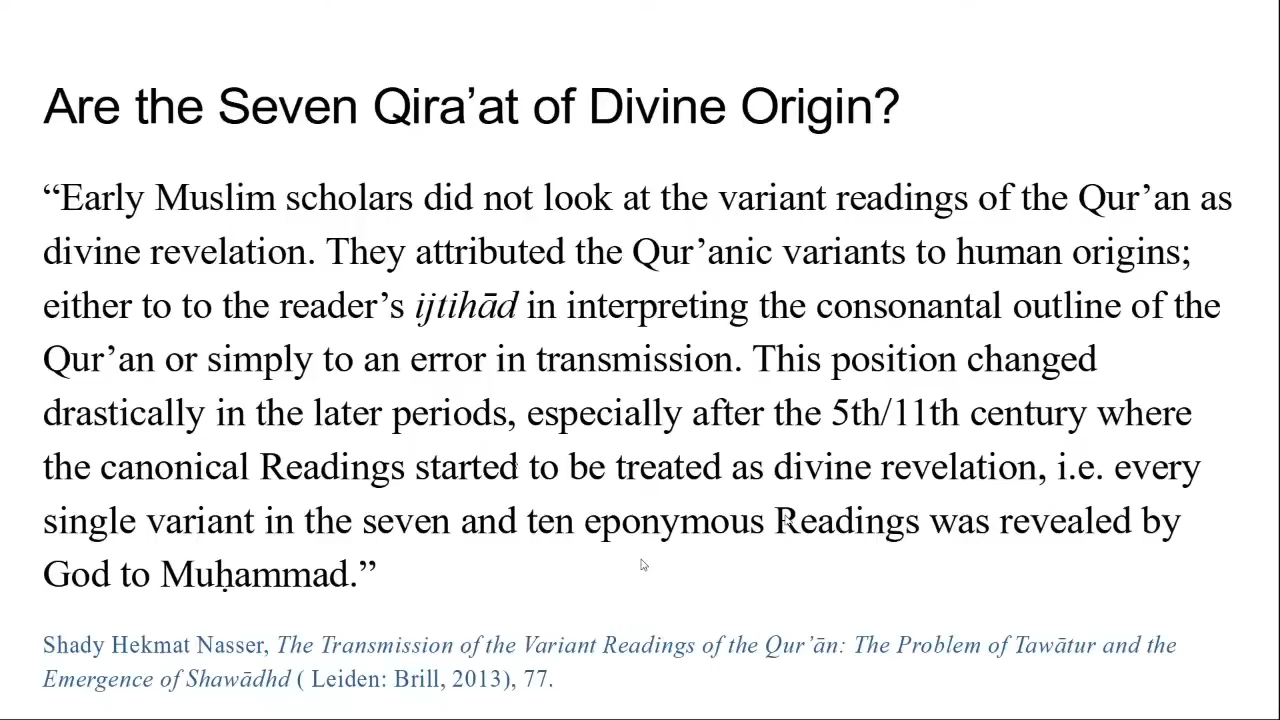 Are the Seven Qira’at of Divine Origin?
“Early Muslim scholars did not look at the variant readings of the Qur’an as
divine revelation. They attributed the Qur’anic variants to human origins;
either to to the reader’s ijtihād in interpreting the consonantal outline of the
Qur’an or simply to an error in transmission. This position changed
drastically in the later periods, especially after the 5th/11th century where
the canonical Readings started to be treated as divine revelation, i.e. every
single variant in the seven and ten eponymous Readings was revealed by
God to Muḥammad.”
Shady Hekmat Nasser, The Transmission of the Variant Readings of the Qur’ān: The Problem of Tawātur and the
Emergence of Shawādhd ( Leiden: Brill, 2013), 77.